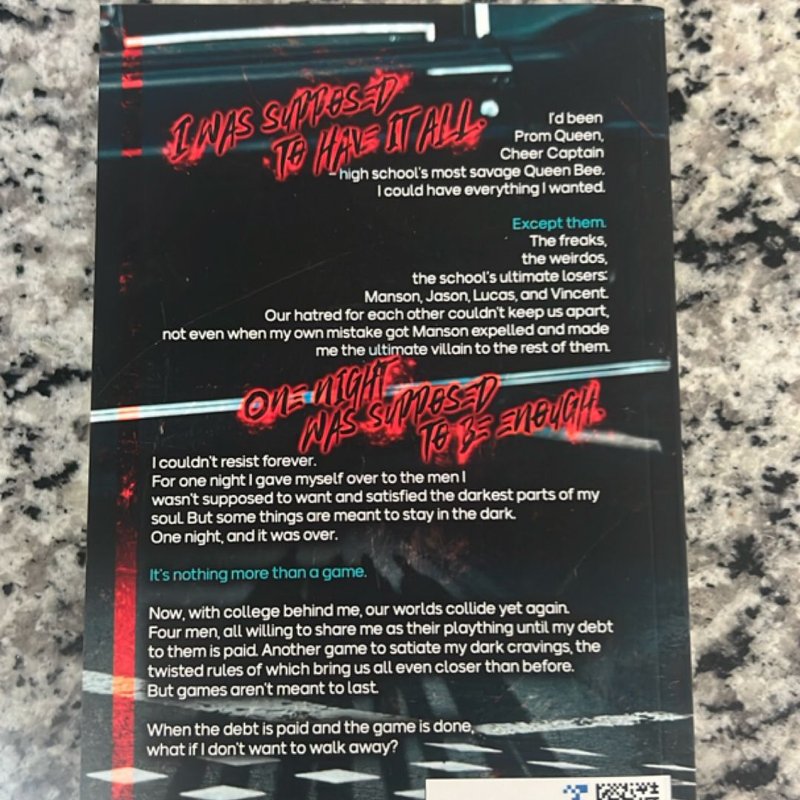 I WAS SUPPOSED
TO HAVE IT ALL.
I'd been
Prom Queen,
Cheer Captain
– high school's most savage Queen Bee.
I could have everything I wanted.
Except them.
The freaks,
the weirdos,
the school's ultimate losers:
Manson, Jason, Lucas, and Vincent.
Our hatred for each other couldn't keep us apart,
not even when my own mistake got Manson expelled and made
me the ultimate villain to the rest of them.
ONE NIGHT
WAS SUPPOSED
TO BE ENOUGH.
I couldn't resist forever.
For one night I gave myself over to the men I
wasn't supposed to want and satisfied the darkest parts of my
soul. But some things are meant to stay in the dark.
One night, and it was over.
It's nothing more than a game.
Now, with college behind me, our worlds collide yet again.
Four men, all willing to share me as their plaything until my debt
to them is paid. Another game to satiate my dark cravings, the
twisted rules of which bring us all even closer than before.
But games aren't meant to last.
When the debt is paid and the game is done,
what if I don't want to walk away?